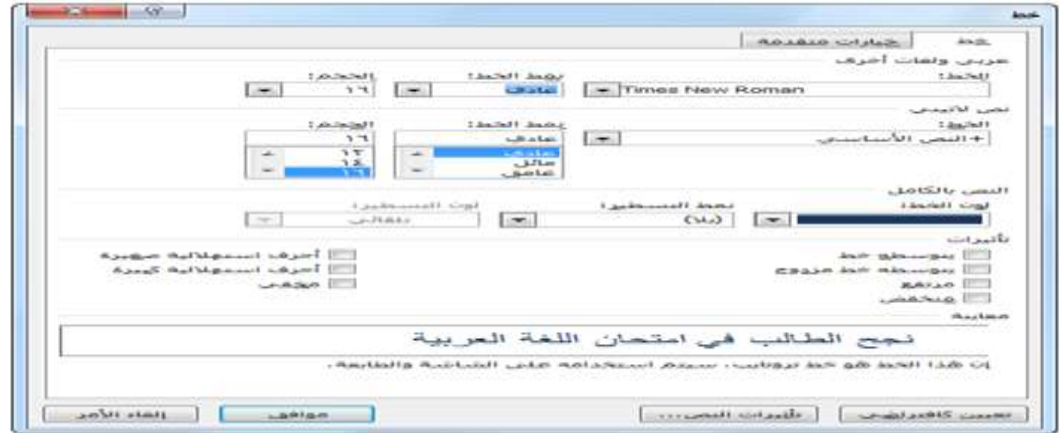 خط
خط خيارات متقدمة
عربي ولغات أخرى
الخط: نمط الخط: الحجم:
Times New Roman عادي ١٦
نص لاتيني
الخط: نمط الخط: الحجم:
+النص الأساسي عادي ١٦
عادي ١٢
مائل ١٤
غامق ١٦
النص بالكامل
لون الخط: نمط التسطير: لون التسطير:
(بلا) تلقائي
تأثيرات
يتوسطه خط أحرف استهلالية صغيرة
يتوسطه خط مزدوج أحرف استهلالية كبيرة
مرتفع مخفي
منخفض
معاينة
نجح الطالب في امتحان اللغة العربية
إن هذا الخط هو خط تروتايب. سيتم استخدامه على الشاشة والطابعة.
تعيين كافتراضي تأثيرات النص... موافق إلغاء الأمر